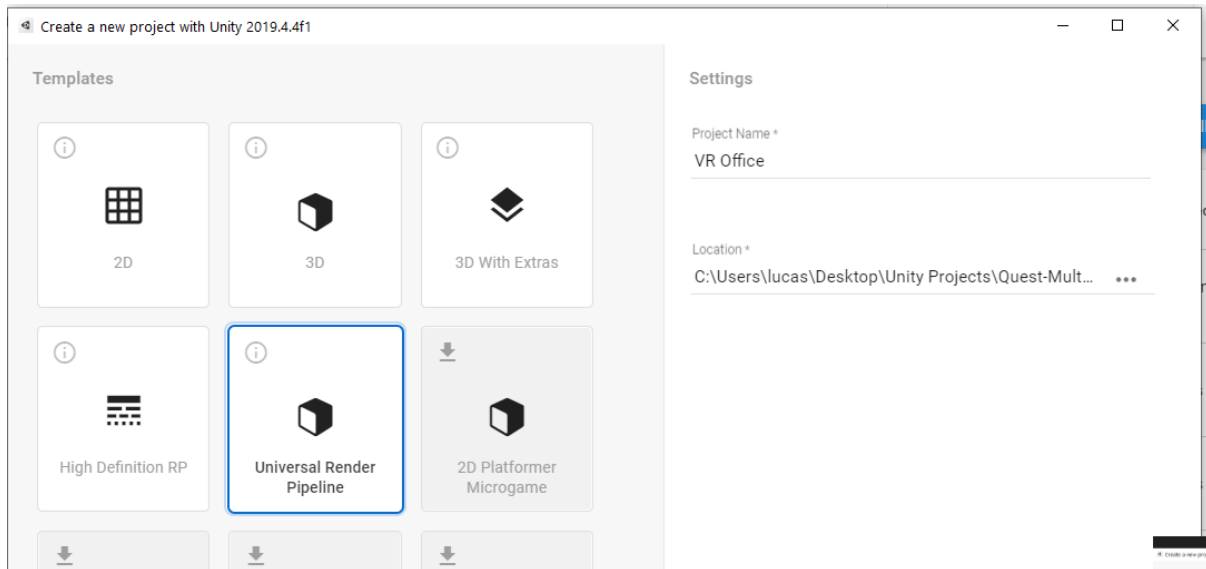 Create a new project with Unity 2019.4.4f1
Templates
Settings
2D
3D
3D With Extras
High Definition RP
Universal Render
Pipeline
2D Platformer
Microgame
Project Name *
VR Office
Location *
C:\Users\lucas\Desktop\Unity Projects\Quest-Mult...